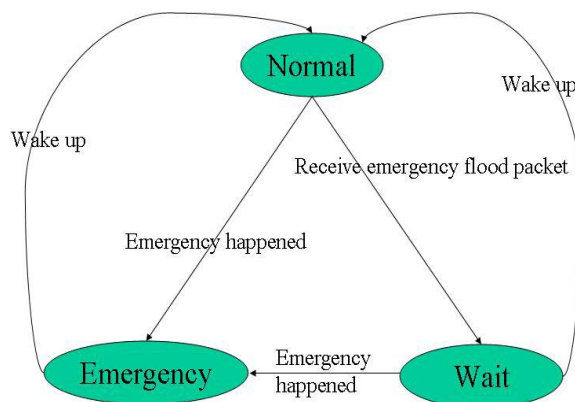 Normal
Wake up
Wake up
Receive emergency flood packet
Emergency happened
Emergency
Emergency
happened
Wait